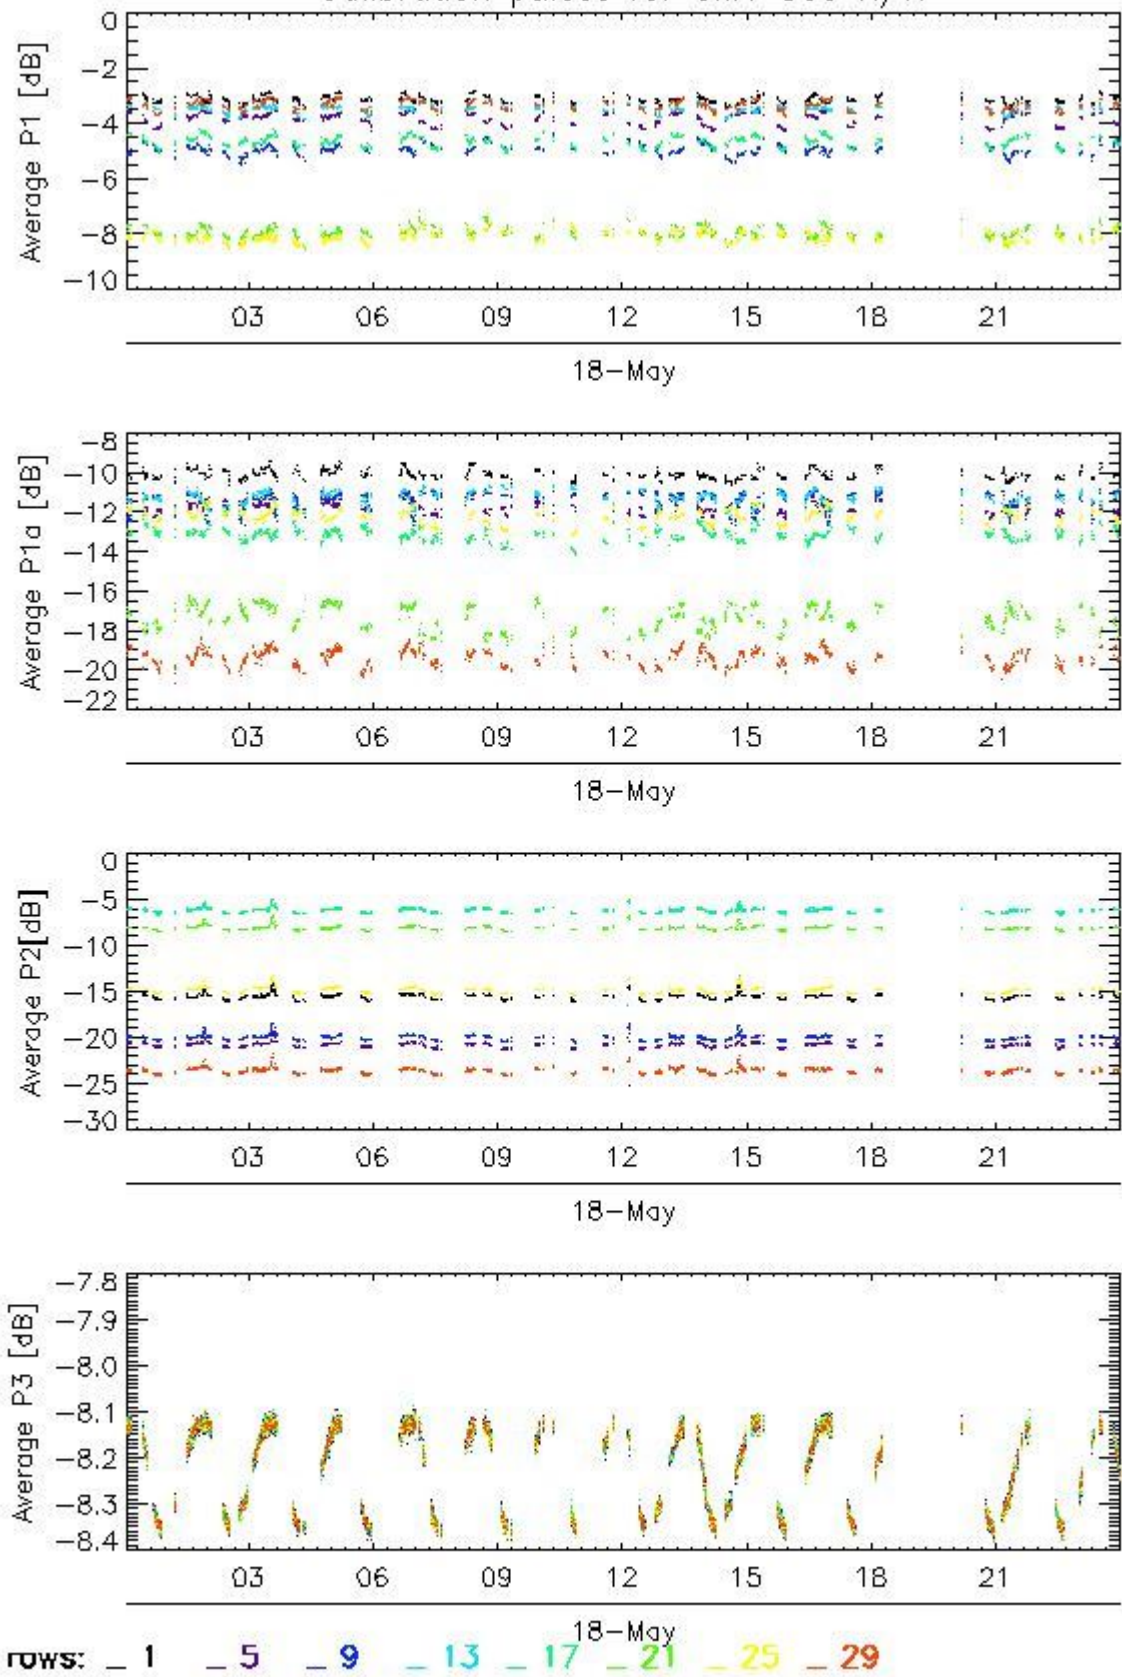 0
-2
-4
-6
-8
-10
Average P1 [dB]
03 06 09 12 15 18 21
18-May
-8
-10
-12
-14
-16
-18
-20
-22
Average P1a [dB]
03 06 09 12 15 18 21
18-May
0
-5
-10
-15
-20
-25
-30
Average P2[dB]
03 06 09 12 15 18 21
18-May
-7.8
-7.9
-8.0
-8.1
-8.2
-8.3
-8.4
Average P3 [dB]
03 06 09 12 15 18 21
18-May
rows: _ 1 _ 5 _ 9 _ 13 _ 17 _ 21 _ 25 _ 29